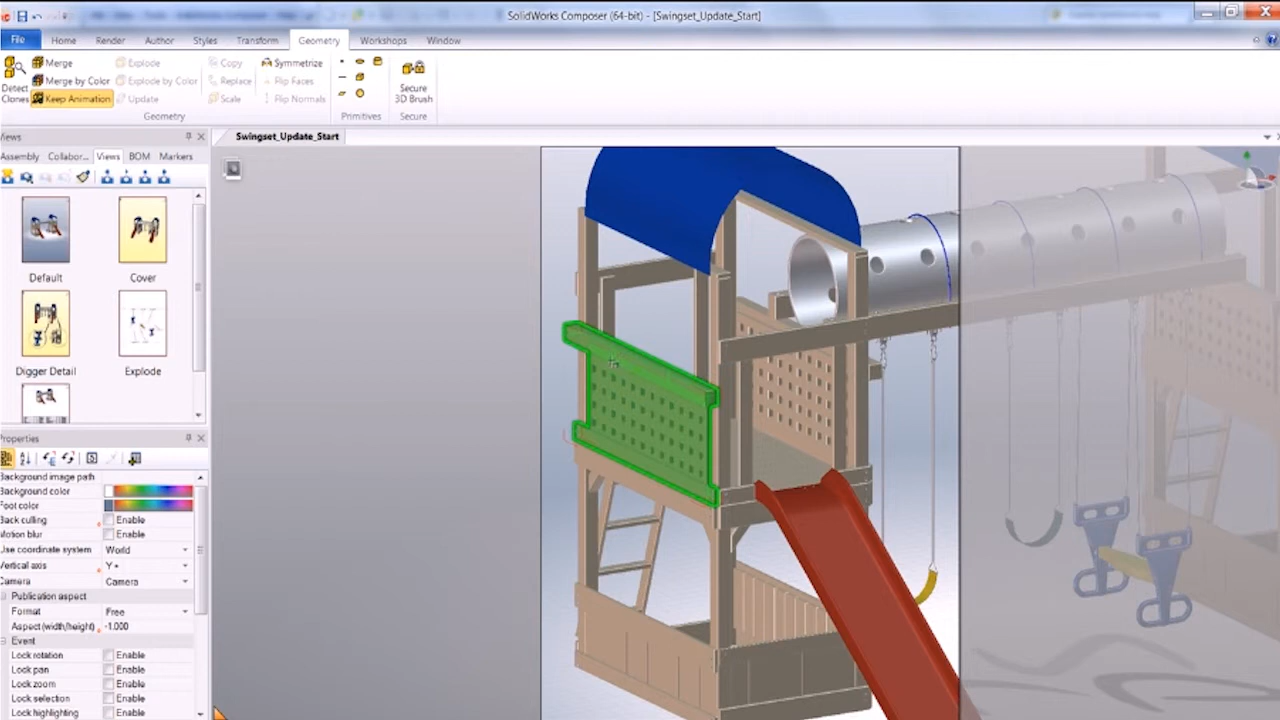 SolidWorks Composer (64-bit) - [Swingset_Update_Start]
File Home Render Author Styles Transform Geometry Workshops Window
Merge Explode Copy Symmetrize
Detect Clones Merge by Color Explode by Color Replace Flip Faces Secure 3D Brush
Keep Animation Update Scale Flip Normals
Geometry Primitives Secure
Views Swingset_Update_Start
Assembly Collabor... Views BOM Markers
Default Cover
Digger Detail Explode
Properties
Background image path
Background color
Foot color
Back culling Enable
Motion blur Enable
Use coordinate system World
Vertical axis Y+
Camera Camera
Publication aspect
Format Free
Aspect (width/height) -1.000
Event
Lock rotation Enable
Lock pan Enable
Lock zoom Enable
Lock selection Enable
Lock highlighting Enable